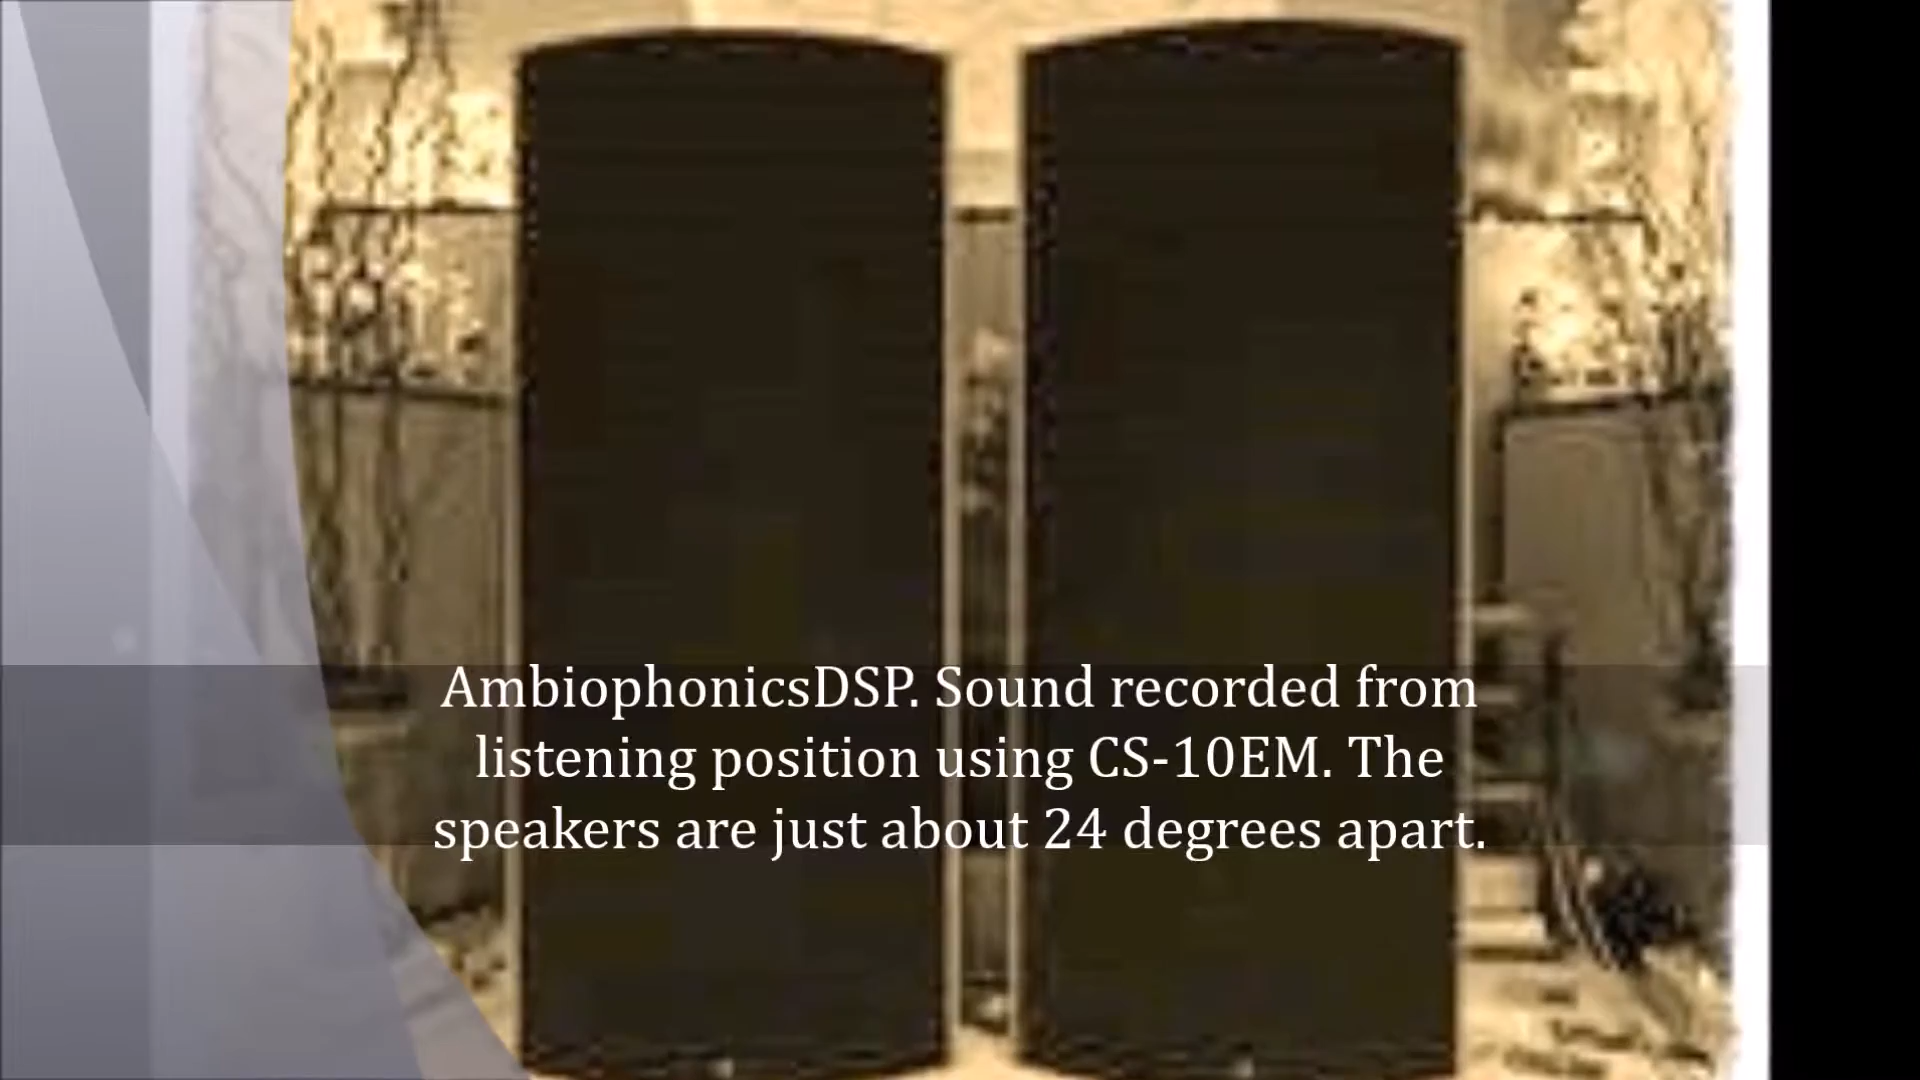 AmbiophonicsDSP. Sound recorded from
listening position using CS-10EM. The
speakers are just about 24 degrees apart.